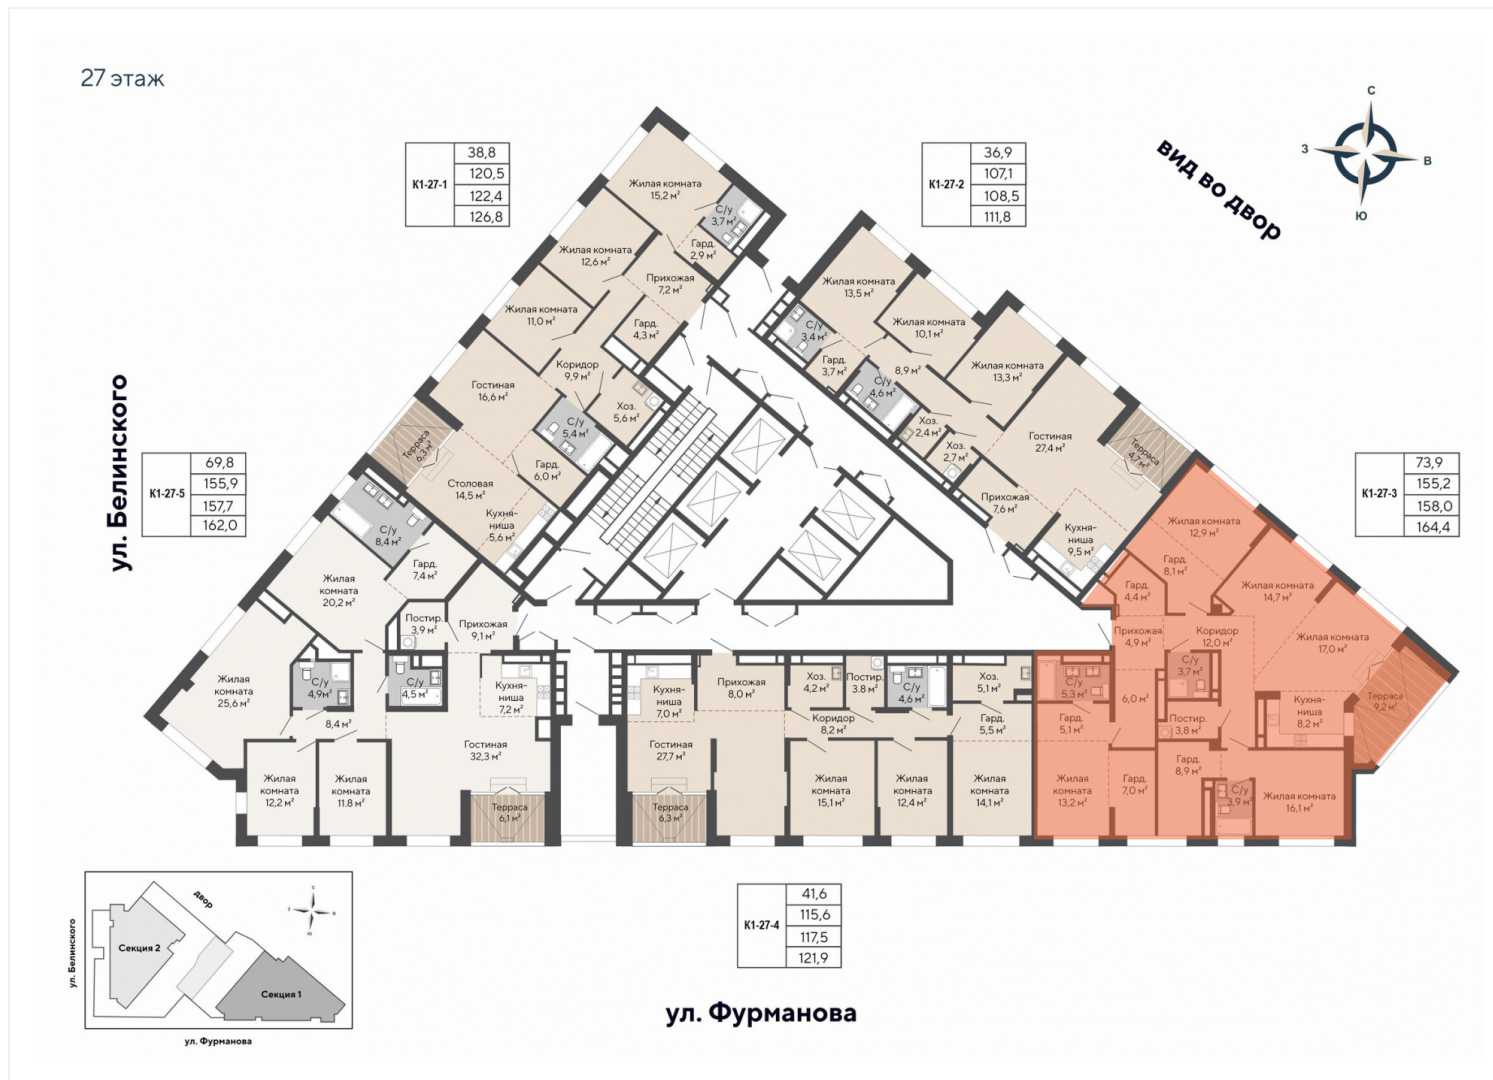 27 этаж
С
З
В
Ю
вид во двор
К1-27-1
38,8
120,5
122,4
126,8
К1-27-2
36,9
107,1
108,5
111,8
Жилая комната
15,2 м²
С/у
3,7 м²
Гард.
2,9 м²
Жилая комната
12,6 м²
Прихожая
7,2 м²
Жилая комната
11,0 м²
Гард.
4,3 м²
Коридор
9,9 м²
Гостиная
16,6 м²
Хоз.
5,6 м²
С/у
5,4 м²
Терраса
6,3 м²
Гард.
6,0 м²
Столовая
14,5 м²
Кухня-
ниша
5,6 м²
Жилая комната
13,5 м²
С/у
3,4 м²
Жилая комната
10,1 м²
Гард.
3,7 м²
8,9 м²
Жилая комната
13,3 м²
С/у
4,6 м²
Хоз.
2,4 м²
Хоз.
2,7 м²
Гостиная
27,4 м²
Терраса
4,7 м²
Прихожая
7,6 м²
Кухня-
ниша
9,5 м²
ул. Белинского
К1-27-5
69,8
155,9
157,7
162,0
К1-27-3
73,9
155,2
158,0
164,4
С/у
8,4 м²
Гард.
7,4 м²
Жилая
комната
20,2 м²
Постир.
3,9 м²
Прихожая
9,1 м²
Жилая
комната
25,6 м²
С/у
4,9 м²
С/у
4,5 м²
Кухня-
ниша
7,2 м²
8,4 м²
Гостиная
32,3 м²
Жилая
комната
12,2 м²
Жилая
комната
11.8 м²
Терраса
6,1 м²
Кухня-
ниша
7,0 м²
Прихожая
8,0 м²
Хоз.
4,2 м²
Постир.
3.8 м²
С/у
4,6 м²
Хоз.
5,1 м²
Коридор
8,2 м²
Гард.
5,5 м²
Гостиная
27,7 м²
Жилая
комната
15,1 м²
Жилая
комната
12,4 м²
Жилая
комната
14,1 м²
Терраса
6,3 м²
Жилая комната
12,9 м²
Гард.
8,1 м²
Гард.
4,4 м²
Жилая комната
14,7 м²
Прихожая
4,9 м²
Коридор
12,0 м²
Жилая комната
17,0 м²
С/у
5,3 м²
С/у
3,7 м²
6,0 м²
Терраса
9,2 м²
Кухня-
ниша
8,2 м²
Гард.
5,1 м²
Постир.
3,8 м²
Гард.
8,9 м²
Жилая
комната
13,2 м²
Гард.
7,0 м²
С/у
3,9 м²
Жилая комната
16,1 м²
К1-27-4
41,6
115,6
117,5
121,9
ул. Фурманова
двор
С
З
В
Ю
ул. Белинского
Секция 2
Секция 1
ул. Фурманова